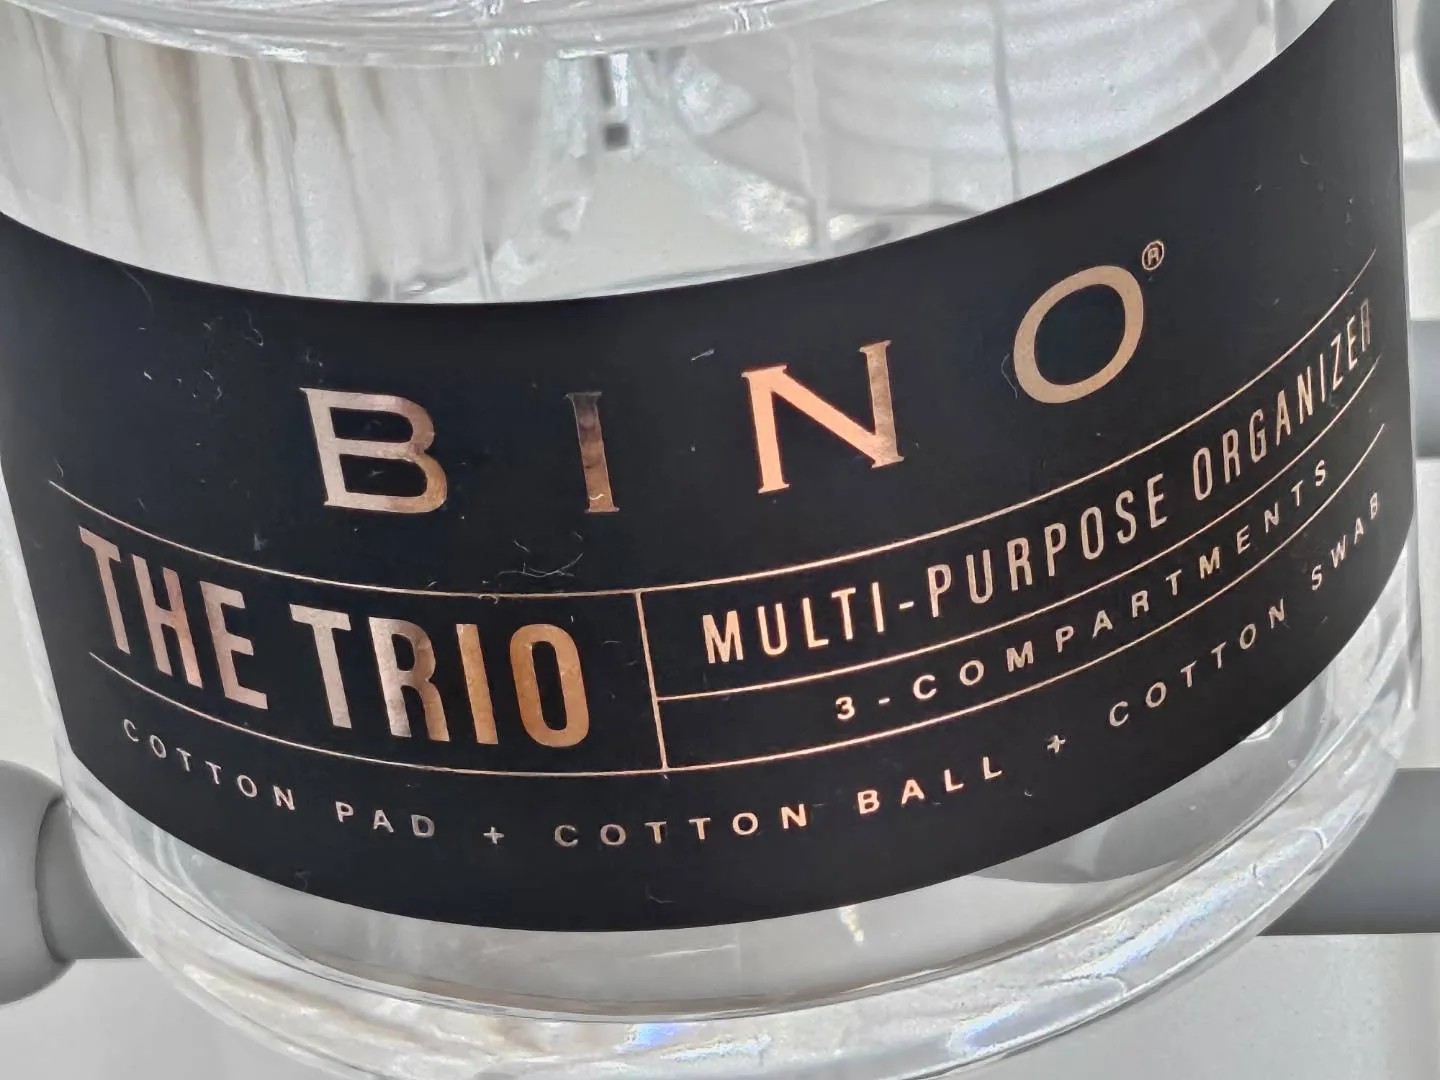 BINO®
THE TRIO
MULTI-PURPOSE ORGANIZER
3-COMPARTMENTS
COTTON PAD + COTTON BALL + COTTON SWAB